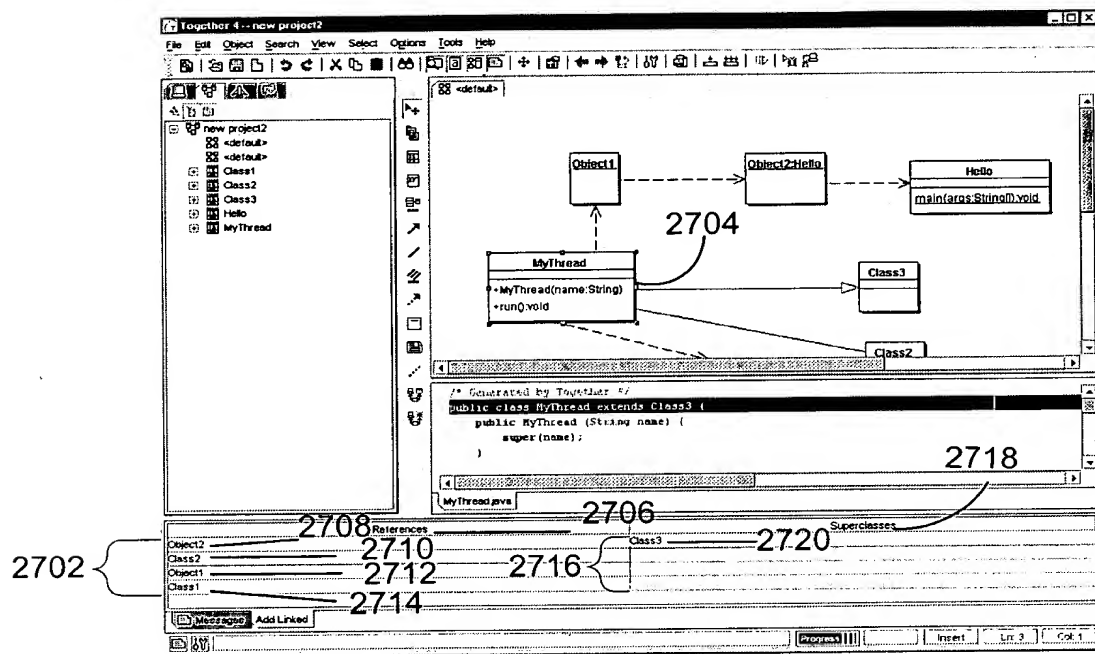 Together 4 -- new project2
File Edit Object Search View Select Options Tools Help
<default>
new project2
<default>
<default>
Class1
Class2
Class3
Hello
MyThread
Object1
Object2:Hello
Hello
main(args:String[]):void
2704
MyThread
+MyThread(name:String)
+run():void
Class3
Class2
/* Generated by Together */
public class MyThread extends Class3 {
public MyThread (String name) {
super(name);
}
MyThread.java
2718
2708 References 2706 Superclasses
Object2 2710 Class3 2720
2702 Class2 2716
Object1 2712
Class1 2714
Messages Add Linked
Progress Insert Ln: 3 Col: 1